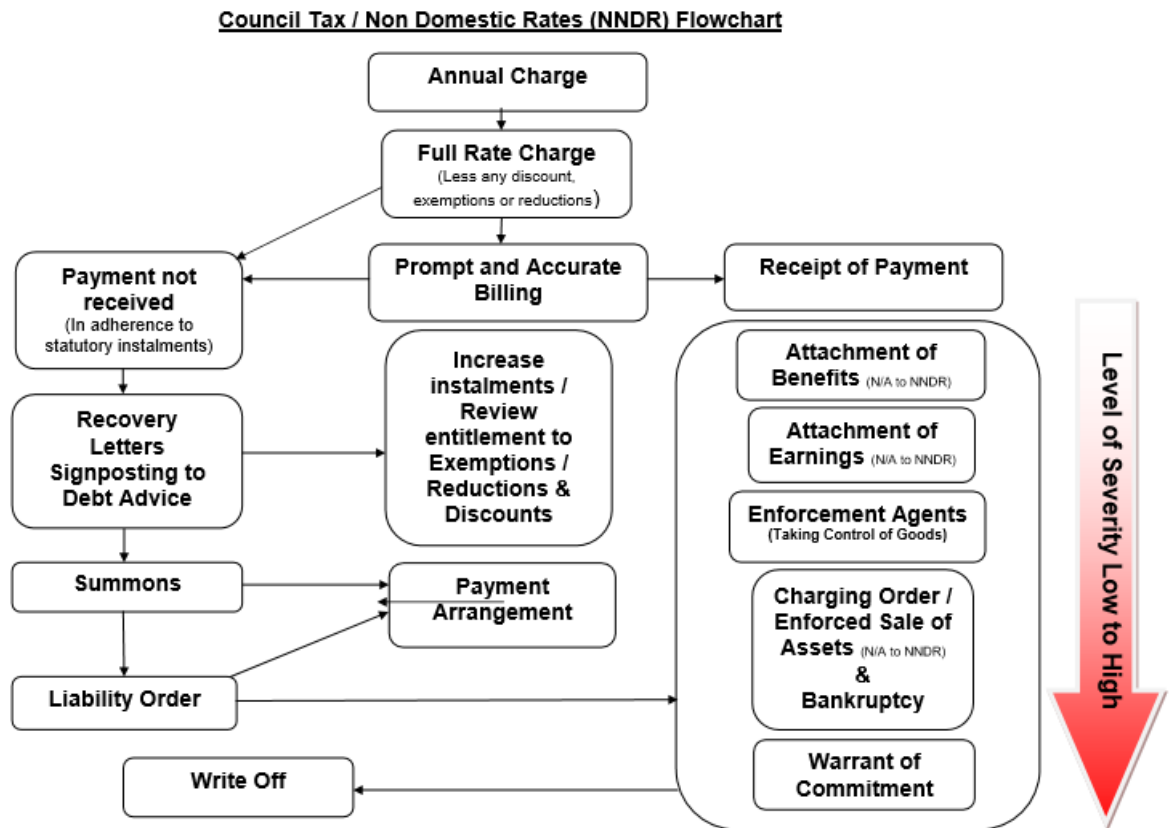 Council Tax / Non Domestic Rates (NNDR) Flowchart
Annual Charge
Full Rate Charge
(Less any discount,
exemptions or reductions)
Payment not
received
(In adherence to
statutory instalments)
Prompt and Accurate
Billing
Receipt of Payment
Recovery
Letters
Signposting to
Debt Advice
Increase
instalments /
Review
entitlement to
Exemptions /
Reductions &
Discounts
Summons
Payment
Arrangement
Liability Order
Write Off
Attachment of
Benefits (N/A to NNDR)
Attachment of
Earnings (N/A to NNDR)
Enforcement Agents
(Taking Control of Goods)
Charging Order /
Enforced Sale of
Assets (N/A to NNDR)
&
Bankruptcy
Warrant of
Commitment
Level of Severity Low to High